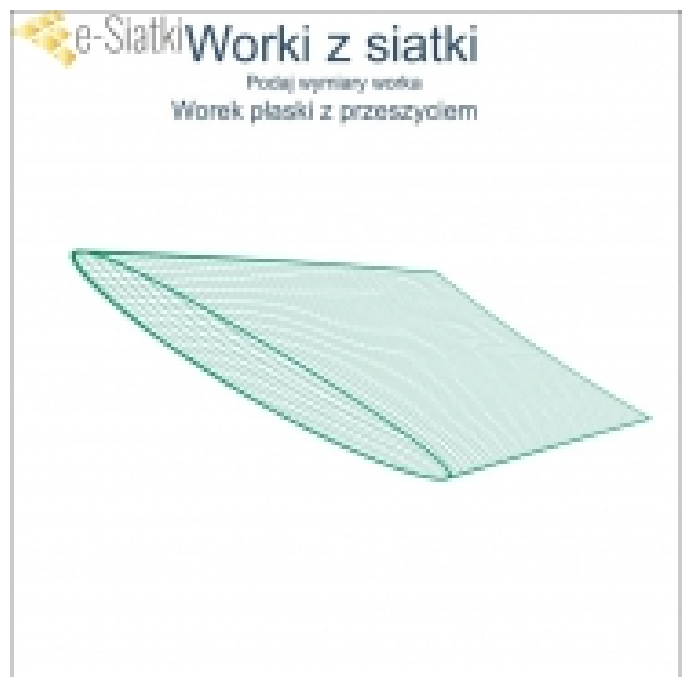 e-Siatki
Worki z siatki
Podaj wymiary worka
Worek płaski z przeszyciem